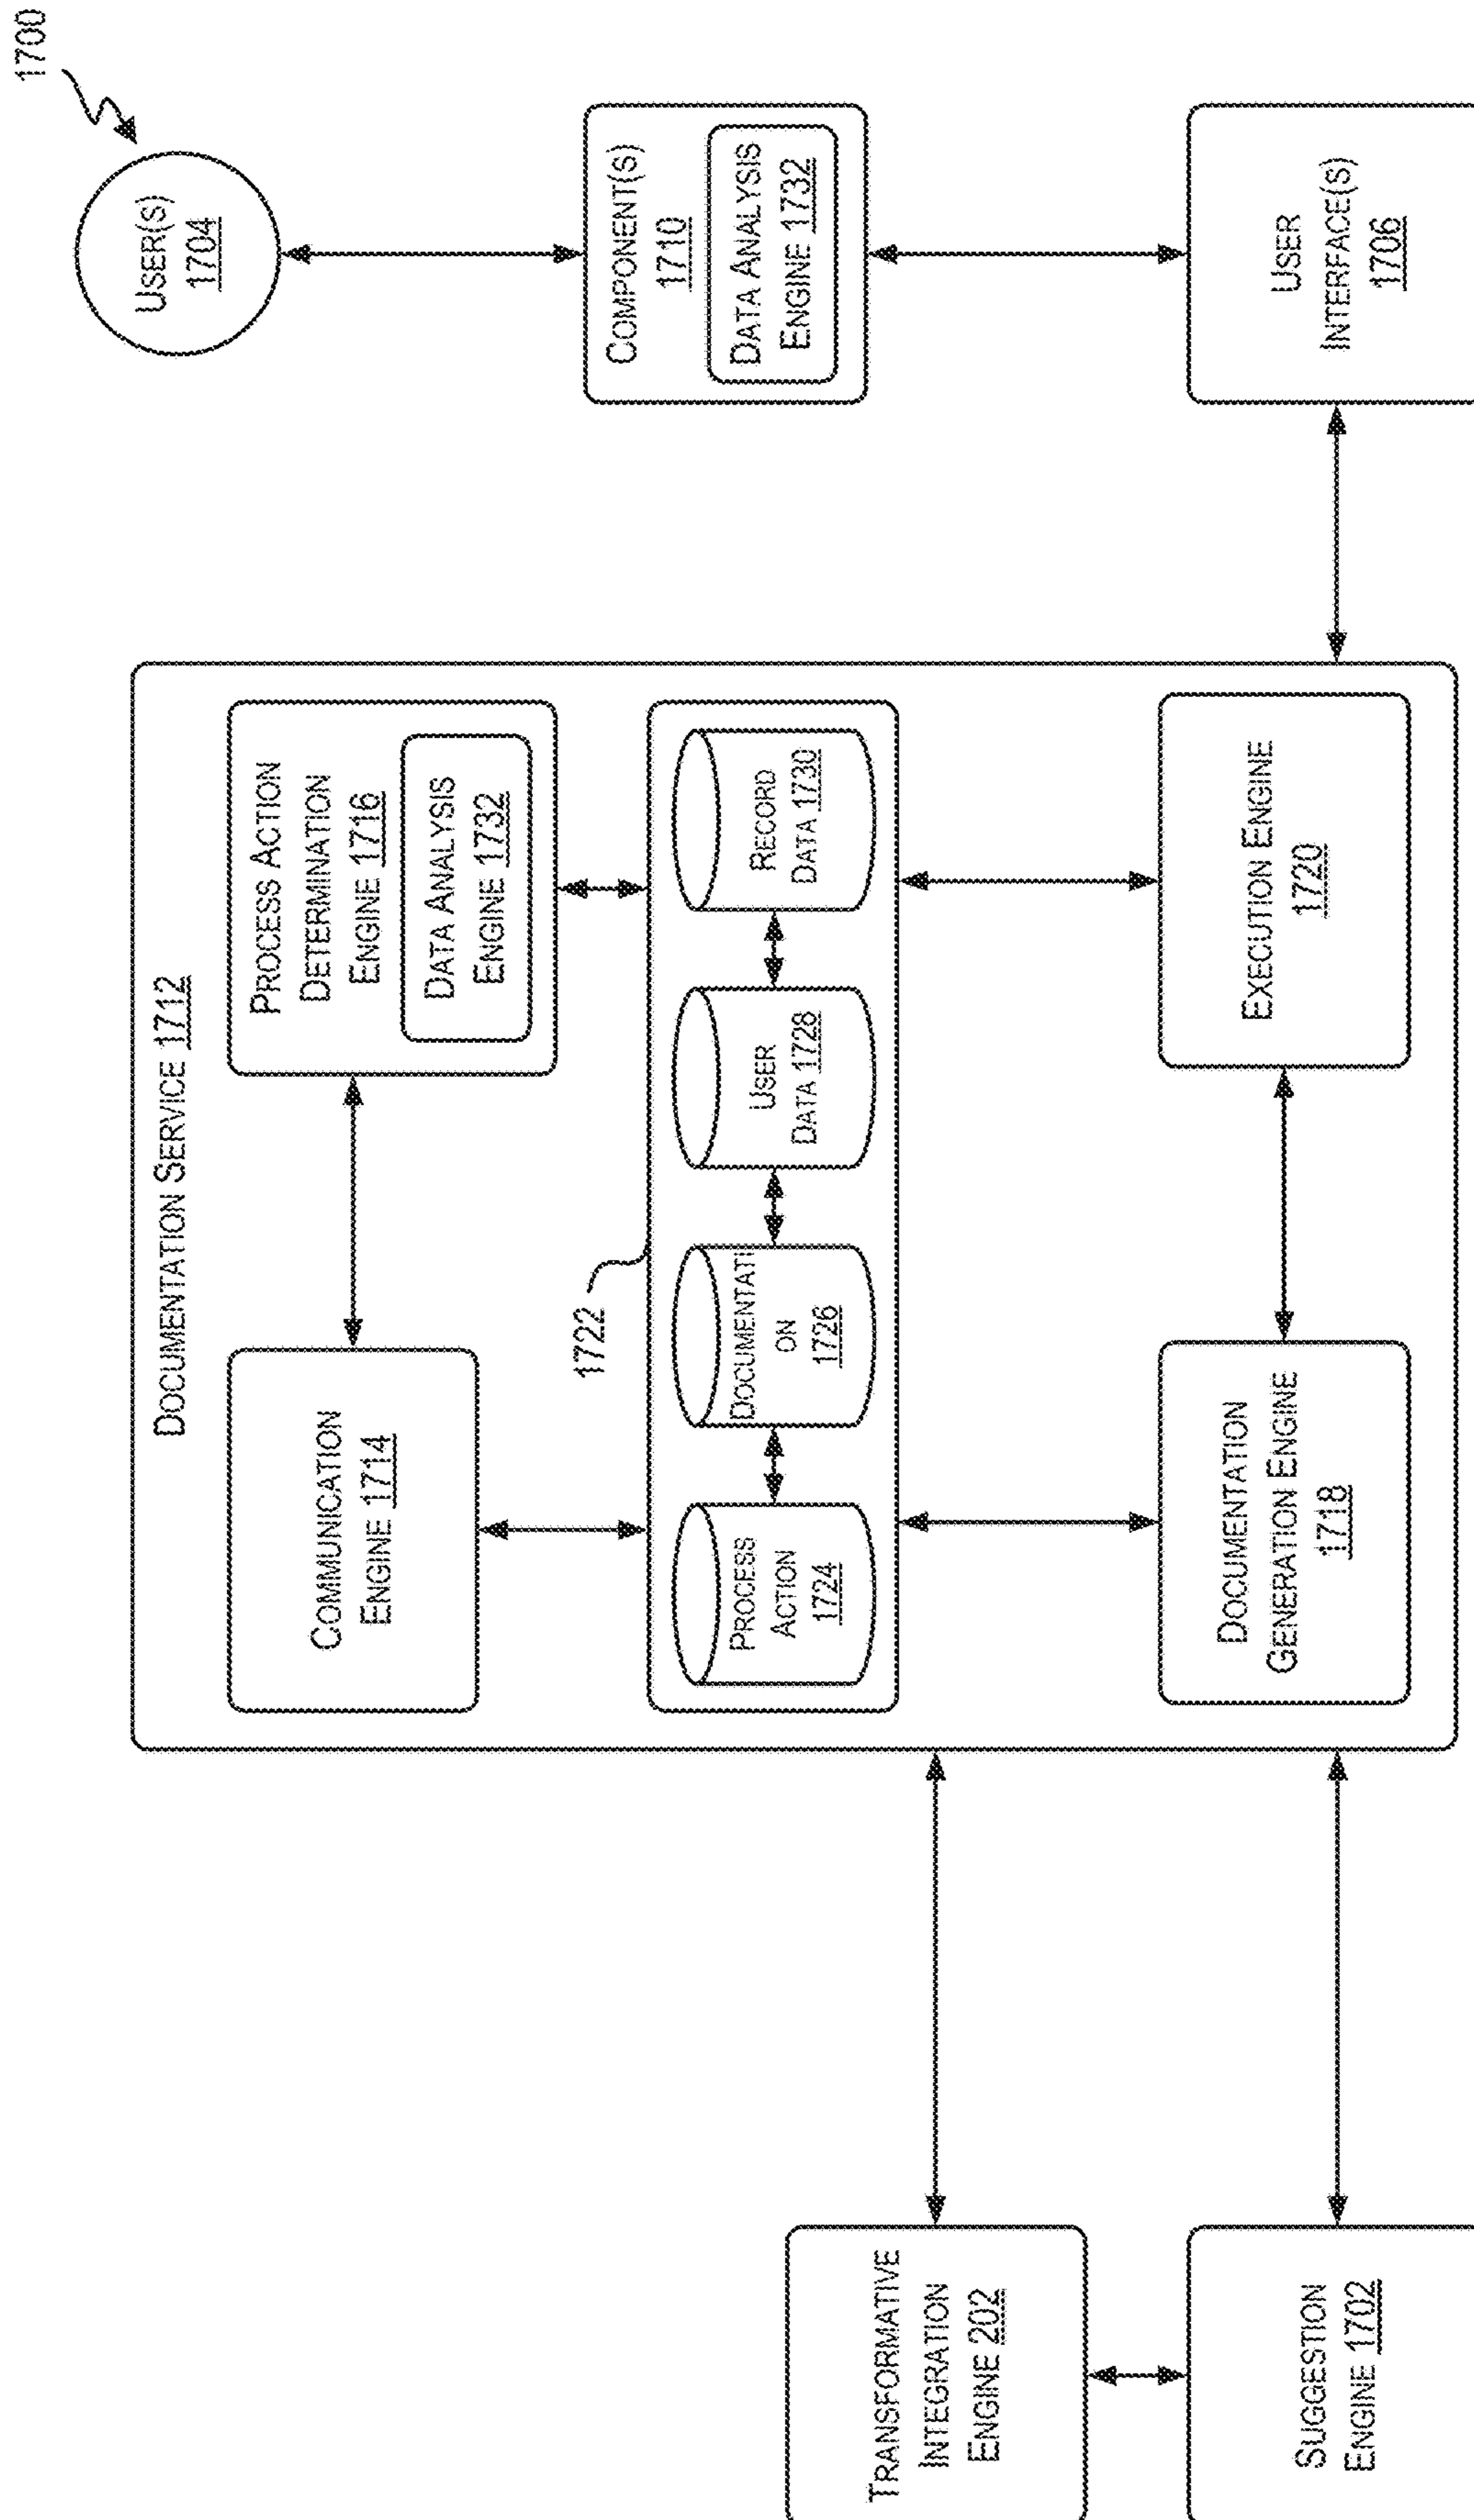 1700
USER(S)
1704
COMPONENT(S)
1710
DATA ANALYSIS
ENGINE 1732
USER
INTERFACE(S)
1706
DOCUMENTATION SERVICE 1712
COMMUNICATION
ENGINE 1714
PROCESS ACTION
DETERMINATION
ENGINE 1716
DATA ANALYSIS
ENGINE 1732
1722
PROCESS
ACTION
1724
DOCUMENTATI
ON
1726
USER
DATA 1728
RECORD
DATA 1730
DOCUMENTATION
GENERATION ENGINE
1718
EXECUTION ENGINE
1720
TRANSFORMATIVE
INTEGRATION
ENGINE 202
SUGGESTION
ENGINE 1702